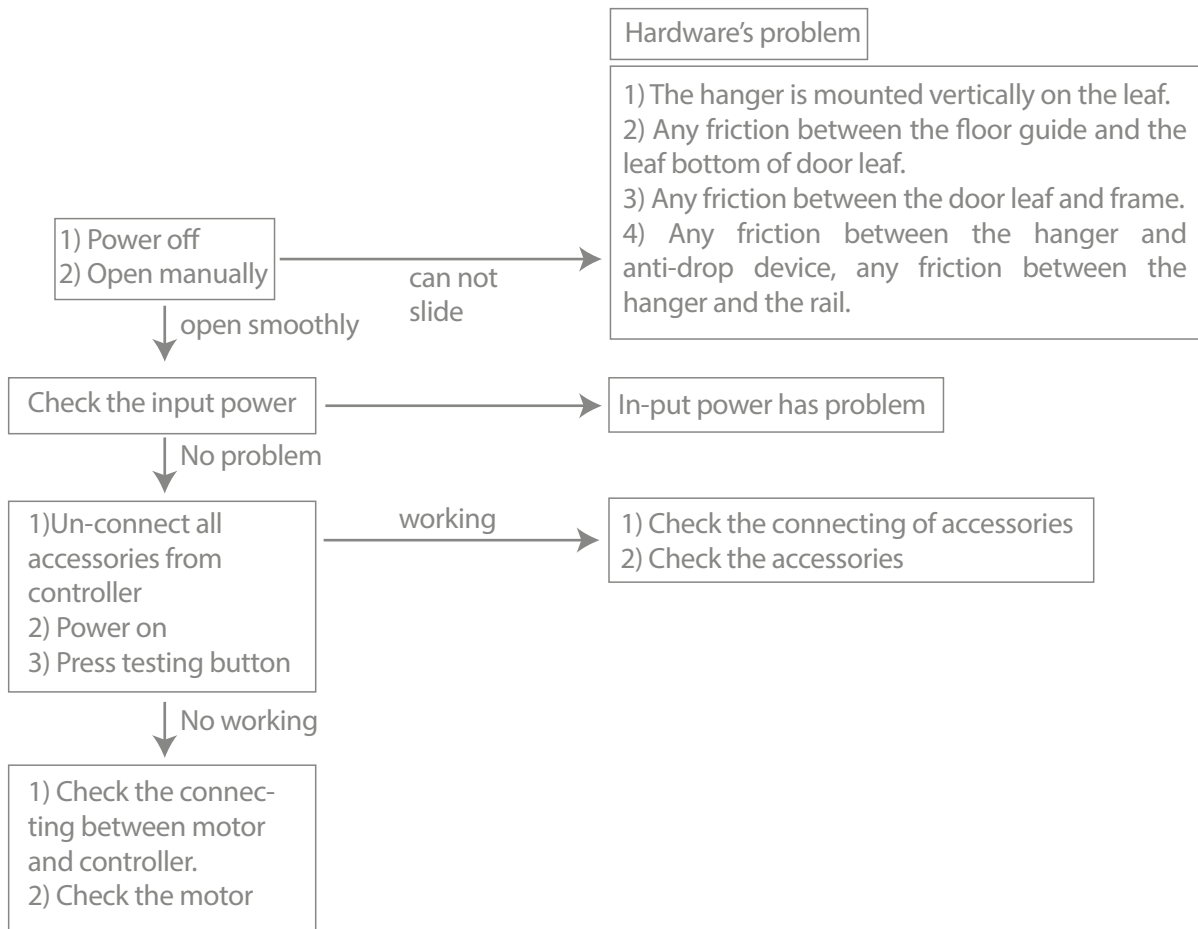 Hardware's problem
1) The hanger is mounted vertically on the leaf.
2) Any friction between the floor guide and the
leaf bottom of door leaf.
3) Any friction between the door leaf and frame.
4) Any friction between the hanger and
anti-drop device, any friction between the
hanger and the rail.
1) Power off
2) Open manually
can not
slide
open smoothly
Check the input power
In-put power has problem
No problem
1)Un-connect all
accessories from
controller
2) Power on
3) Press testing button
working
1) Check the connecting of accessories
2) Check the accessories
No working
1) Check the connec-
ting between motor
and controller.
2) Check the motor